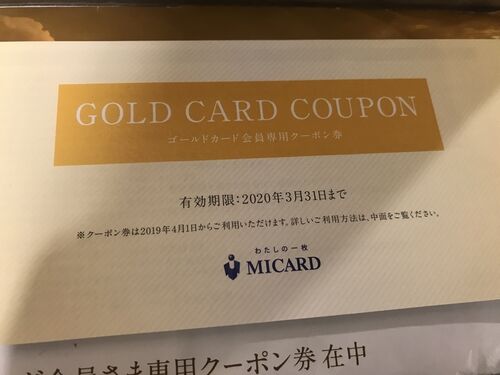 GOLD CARD COUPON
ゴールドカード会員専用クーポン券
有効期限:2020年3月31日まで
※クーポン券は2019年4月1日からご利用いただけます。詳しいご利用方法は、中面をご覧ください。
わたしの一枚
MICARD
ド会員さま専用クーポン券 在中